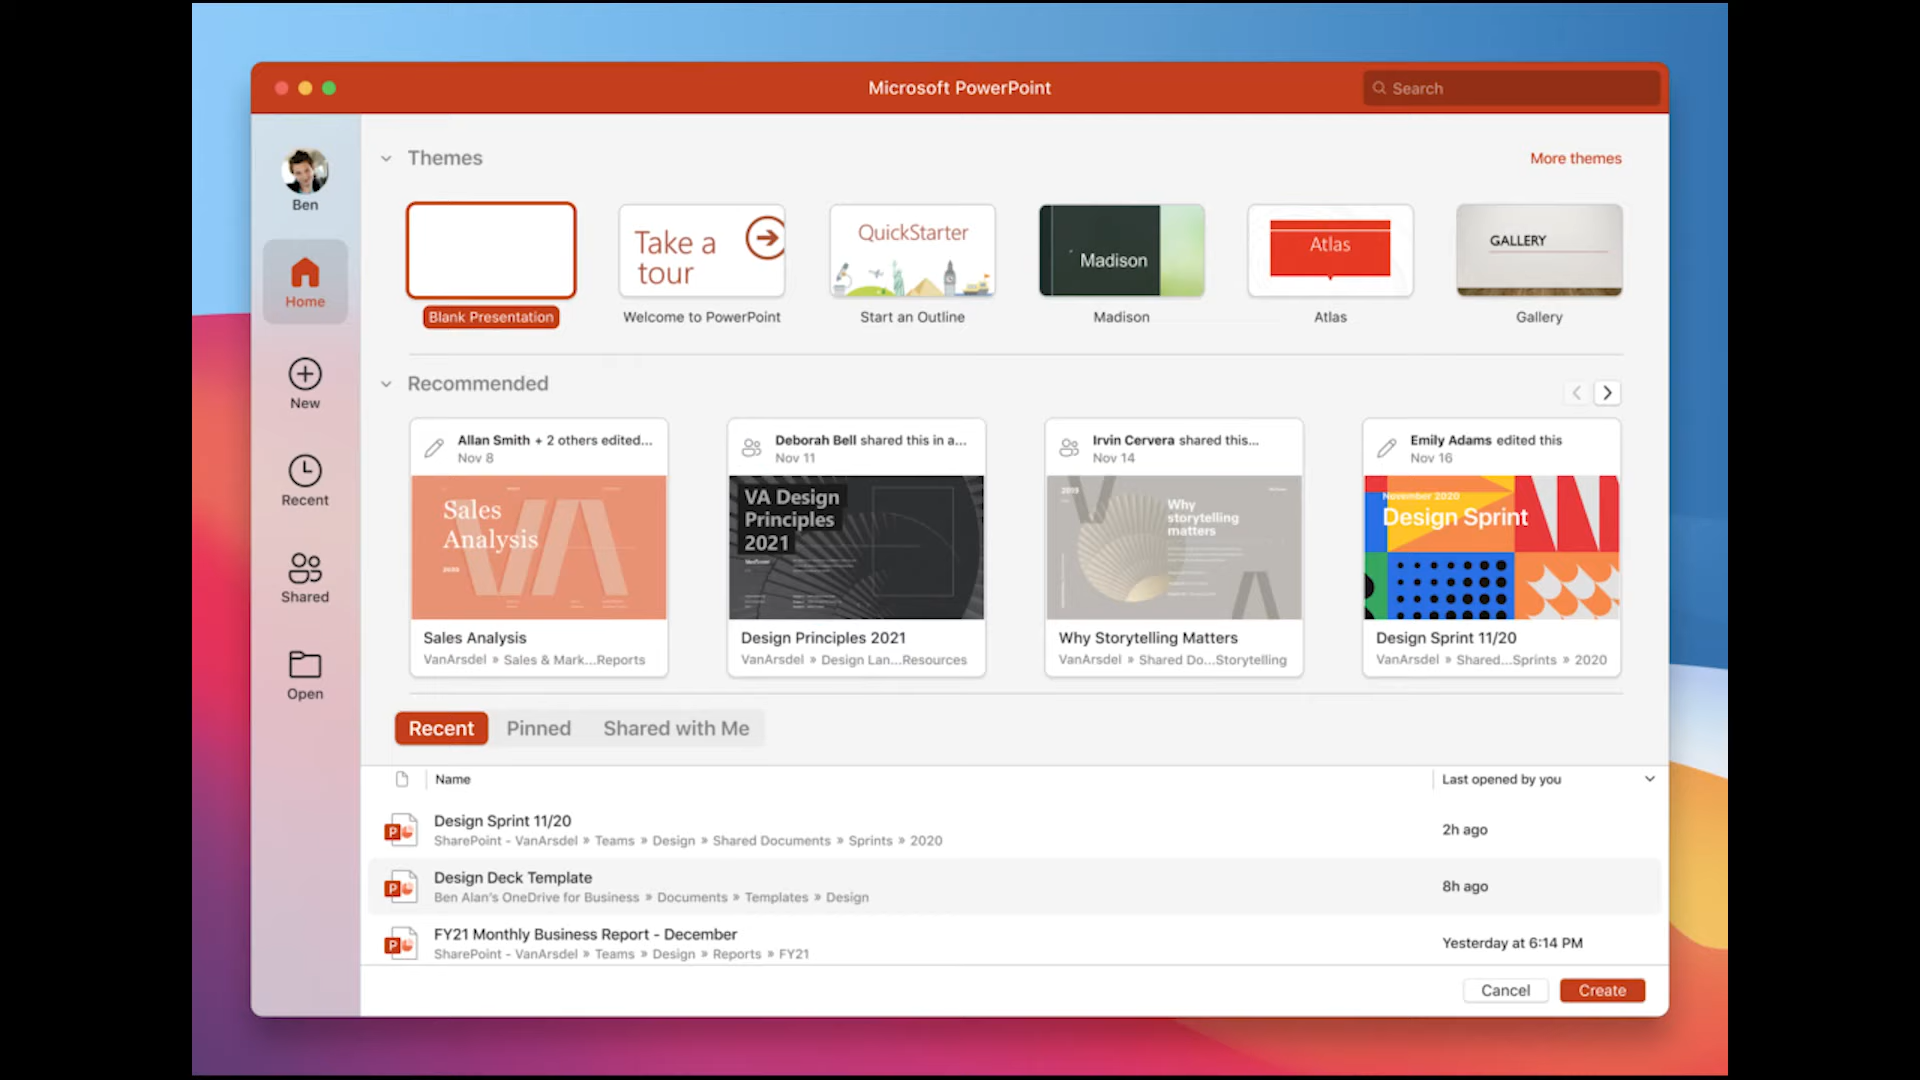 Microsoft PowerPoint
Search
Ben
Home
New
Recent
Shared
Open
Themes
More themes
Take a
tour
QuickStarter
Madison
Atlas
GALLERY
Blank Presentation
Welcome to PowerPoint
Start an Outline
Madison
Atlas
Gallery
Recommended
Allan Smith + 2 others edited...
Nov 8
Sales
Analysis
2020
Sales Analysis
VanArsdel » Sales & Mark...Reports
Deborah Bell shared this in a...
Nov 11
VA Design
Principles
2021
Design Principles 2021
VanArsdel » Design Lan...Resources
Irvin Cervera shared this...
Nov 14
2019
Why
storytelling
matters
Why Storytelling Matters
VanArsdel » Shared Do...Storytelling
Emily Adams edited this
Nov 16
November 2020
Design Sprint
Design Sprint 11/20
VanArsdel » Shared...Sprints » 2020
Recent
Pinned
Shared with Me
Name
Last opened by you
Design Sprint 11/20
SharePoint - VanArsdel » Teams » Design » Shared Documents » Sprints » 2020
2h ago
Design Deck Template
Ben Alan's OneDrive for Business » Documents » Templates » Design
8h ago
FY21 Monthly Business Report - December
SharePoint - VanArsdel » Teams » Design » Reports » FY21
Yesterday at 6:14 PM
Cancel
Create